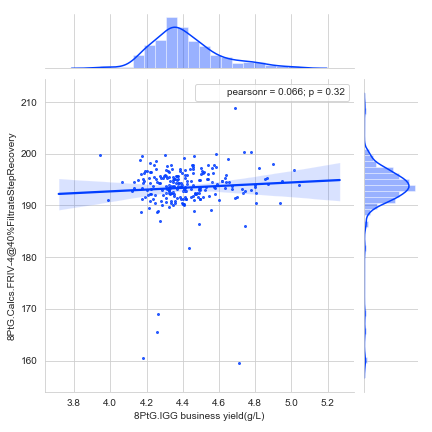 pearsonr = 0.066; p = 0.32
210
200
190
180
170
160
8PtG.Calcs.FRIV-4@40%FiltrateStepRecovery
3.8 4.0 4.2 4.4 4.6 4.8 5.0 5.2
8PtG.IGG business yield(g/L)